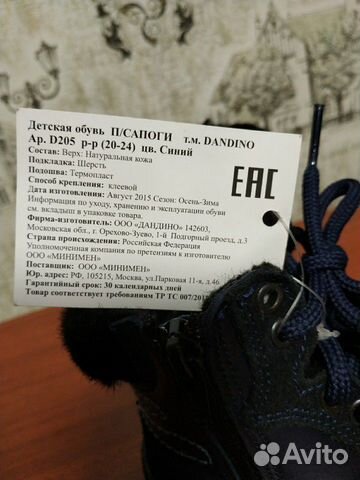 Детская обувь П/САПОГИ т.м. DANDINO
Ар. D205 р-р (20-24) цв. Синий
Состав: Верх: Натуральная кожа
Подкладка: Шерсть
Подошва: Термопласт
Способ крепления: клеевой
Дата изготовления: Август 2015 Сезон: Осень-Зима
Информация по уходу, хранению и эксплуатации обуви
см. вкладыш в упаковке товара.
Фирма-изготовитель: ООО «ДАНДИНО» 142603,
Московская обл., г. Орехово-Зуево, 1-й Подгорный проезд, д.3
Страна происхождения: Российская Федерация
Уполномоченная компания по претензиям к изготовителю
ООО «МИНИМЕН»
Поставщик: ООО "МИНИМЕН"
Юр. адрес: РФ, 105215, Москва, ул.Парковая 11-я, д.46
Гарантийный срок: 30 календарных дней
Товар соответствует требованиям ТР ТС 007/201
EAC
Avito